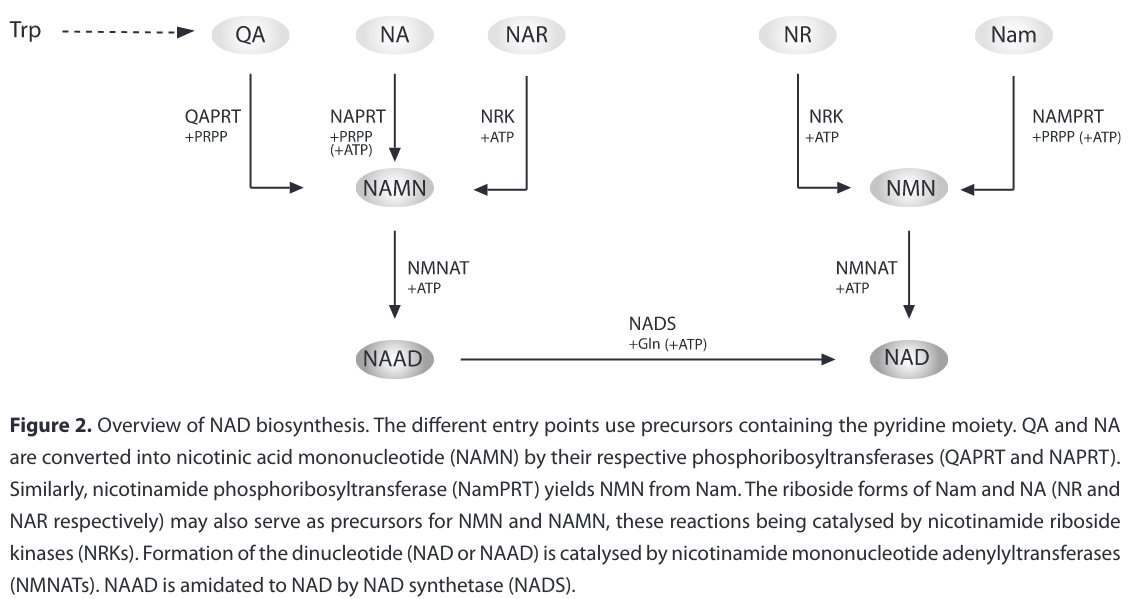 Trp
QA
NA
NAR
NR
Nam
QAPRT
+PRPP
NAPRT
+PRPP
(+ATP)
NRK
+ATP
NRK
+ATP
NAMPRT
+PRPP (+ATP)
NAMN
NMN
NMNAT
+ATP
NMNAT
+ATP
NADS
+Gln (+ATP)
NAAD
NAD
Figure 2. Overview of NAD biosynthesis. The different entry points use precursors containing the pyridine moiety. QA and NA
are converted into nicotinic acid mononucleotide (NAMN) by their respective phosphoribosyltransferases (QAPRT and NAPRT).
Similarly, nicotinamide phosphoribosyltransferase (NamPRT) yields NMN from Nam. The riboside forms of Nam and NA (NR and
NAR respectively) may also serve as precursors for NMN and NAMN, these reactions being catalysed by nicotinamide riboside
kinases (NRKs). Formation of the dinucleotide (NAD or NAAD) is catalysed by nicotinamide mononucleotide adenylyltransferases
(NMNATs). NAAD is amidated to NAD by NAD synthetase (NADS).